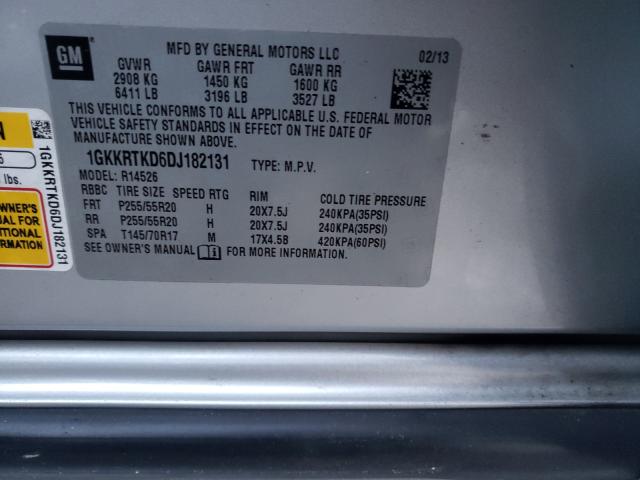 GM
MFD BY GENERAL MOTORS LLC
02/13
GVWR GAWR FRT GAWR RR
2908 KG 1450 KG 1600 KG
6411 LB 3196 LB 3527 LB
THIS VEHICLE CONFORMS TO ALL APPLICABLE U.S. FEDERAL MOTOR
VEHICLE SAFETY STANDARDS IN EFFECT ON THE DATE OF
MANUFACTURE SHOWN ABOVE.
1GKKRTKD6DJ182131 TYPE: M.P.V.
MODEL: R14526
RBBC TIRE SIZE SPEED RTG RIM COLD TIRE PRESSURE
FRT P255/55R20 H 20X7.5J 240KPA(35PSI)
RR P255/55R20 H 20X7.5J 240KPA(35PSI)
SPA T145/70R17 M 17X4.5B 420KPA(60PSI)
SEE OWNER'S MANUAL FOR MORE INFORMATION.
N
lbs.
OWNER'S
FOR
INFORMATION
1GKKRTKD6DJ182131